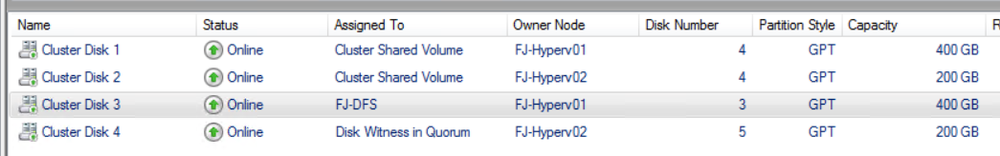 Name Status Assigned To Owner Node Disk Number Partition Style Capacity R
Cluster Disk 1 Online Cluster Shared Volume FJ-Hyperv01 4 GPT 400 GB
Cluster Disk 2 Online Cluster Shared Volume FJ-Hyperv02 4 GPT 200 GB
Cluster Disk 3 Online FJ-DFS FJ-Hyperv01 3 GPT 400 GB
Cluster Disk 4 Online Disk Witness in Quorum FJ-Hyperv02 5 GPT 200 GB